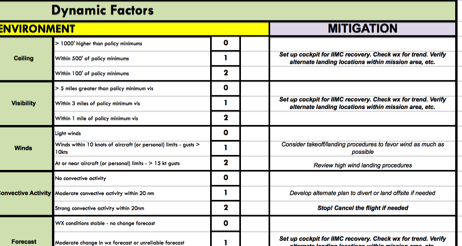 Dynamic Factors
ENVIRONMENT
MITIGATION
Ceiling
> 1000' higher than policy minimums
0
Within 500' of policy minimums
1
Within 100' of policy minimums
2
Set up cockpit for IIMC recovery. Check wx for trend. Verify
alternate landing locations within mission area, etc.
Visibility
> 5 miles greater than policy minimum vis
0
Within 3 miles of policy minimum vis
1
Within 1 mile of policy minimum vis
2
Set up cockpit for IIMC recovery. Check wx for trend. Verify
alternate landing locations within mission area, etc.
Winds
Light winds
0
Winds within 10 knots of aircraft (or personal) limits - gusts >
10kts
1
At or near aircraft (or personal) limits - > 15 kt gusts
2
Consider takeoff/landing procedures to favor wind as much as
possible
Review high wind landing procedures
Convective Activity
No convective activity
0
Moderate convective activity within 20 nm
1
Strong convective activity within 20nm
2
Develop alternate plan to divert or land offsite if needed
Stop! Cancel the flight if needed
Forecast
WX conditions stable - no change forecast
0
Moderate change in wx forecast or unreliable forecast
1
Set up cockpit for IIMC recovery. Check wx for trend. Verify
alternate landing locations within mission area, etc.